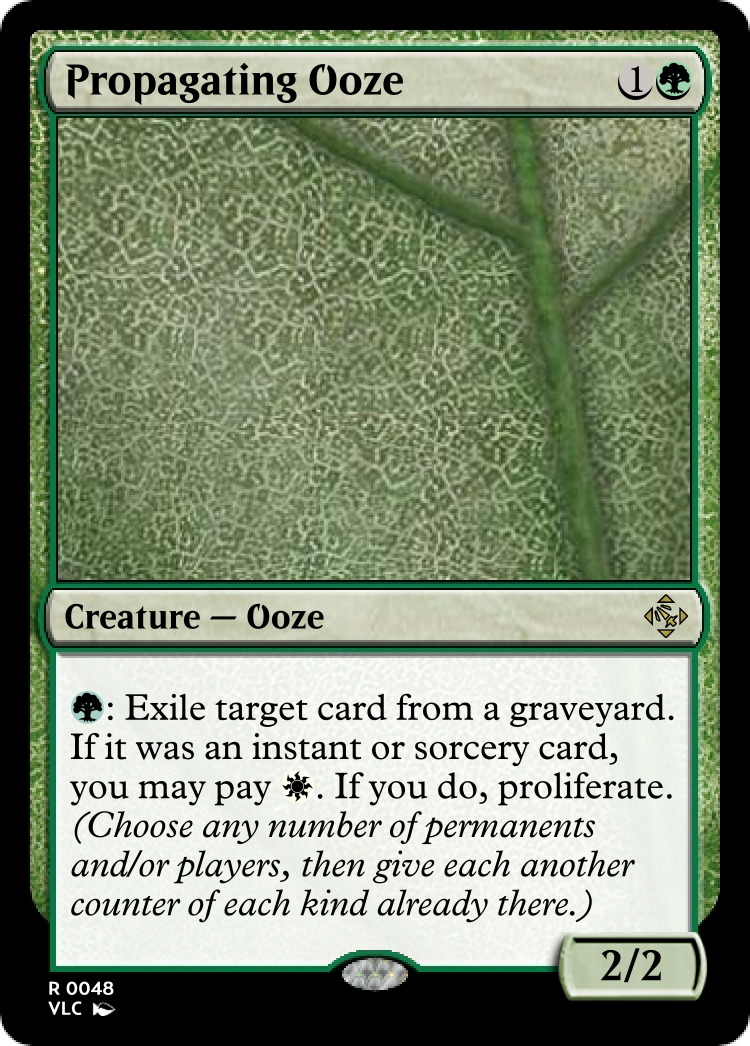 Propagating Ooze 1
Creature — Ooze
: Exile target card from a graveyard.
If it was an instant or sorcery card,
you may pay . If you do, proliferate.
(Choose any number of permanents
and/or players, then give each another
counter of each kind already there.)
2/2
R 0048
VLC